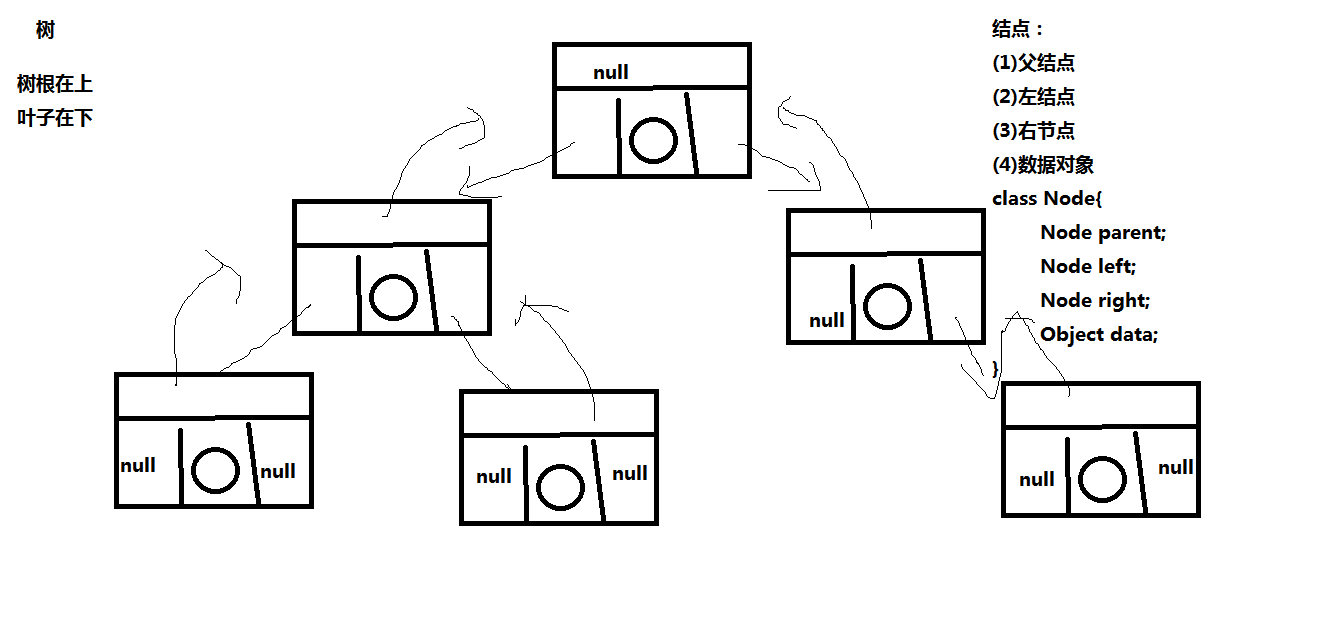 树
树根在上
叶子在下
null
结点：
(1)父结点
(2)左结点
(3)右节点
(4)数据对象
class Node{
Node parent;
Node left;
Node right;
Object data;
}
null
null
null
null
null
null
null